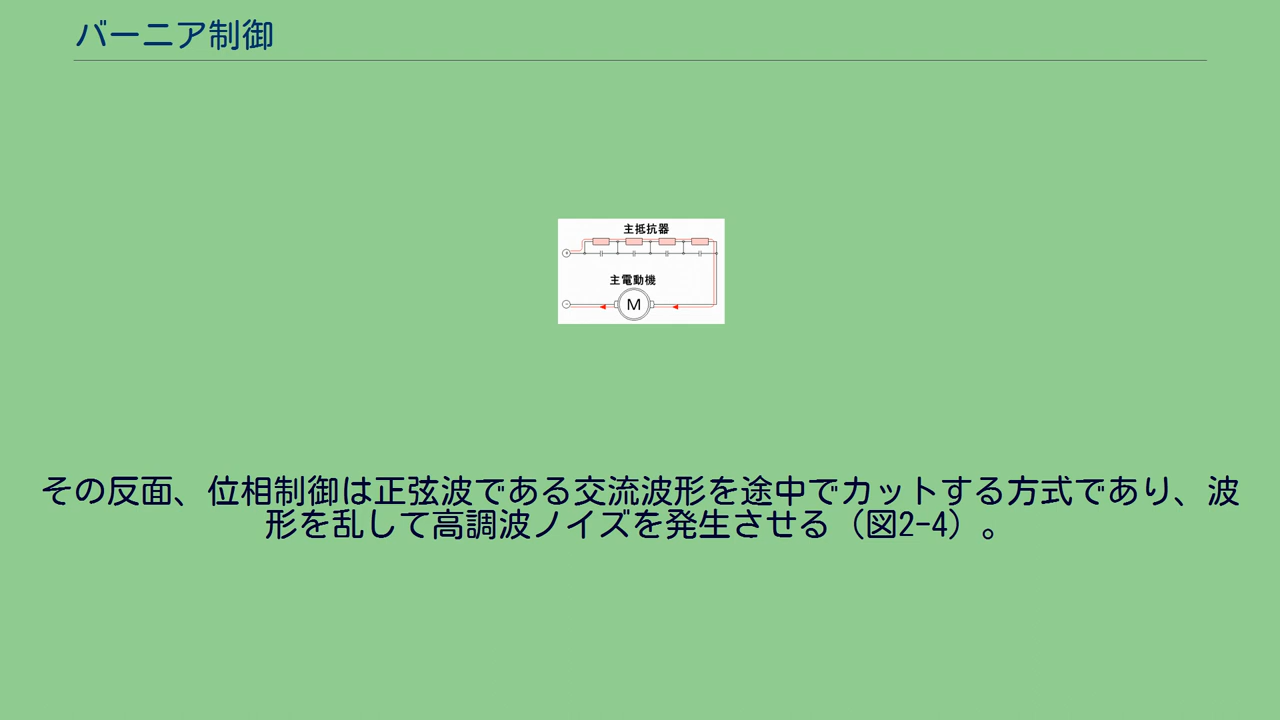 バーニア制御
主抵抗器
主電動機
M
その反面、位相制御は正弦波である交流波形を途中でカットする方式であり、波
形を乱して高調波ノイズを発生させる（図2-4）。